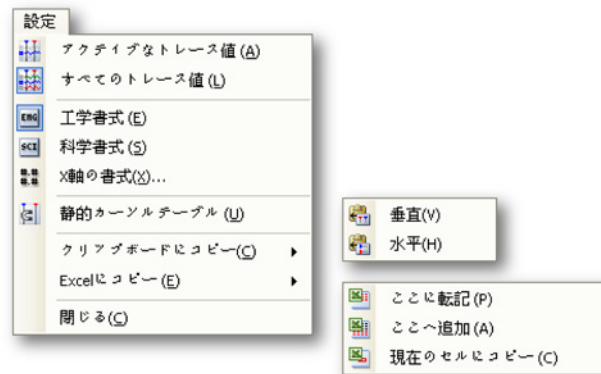 設定
アクティブなトレース値(A)
すべてのトレース値(L)
ENG 工学書式(E)
SCI 科学書式(S)
X軸の書式(X)...
静的カーソルテーブル(U)
クリップボードにコピー(C)
Excelにコピー(E)
閉じる(C)
垂直(V)
水平(H)
ここに転記(P)
ここへ追加(A)
現在のセルにコピー(C)